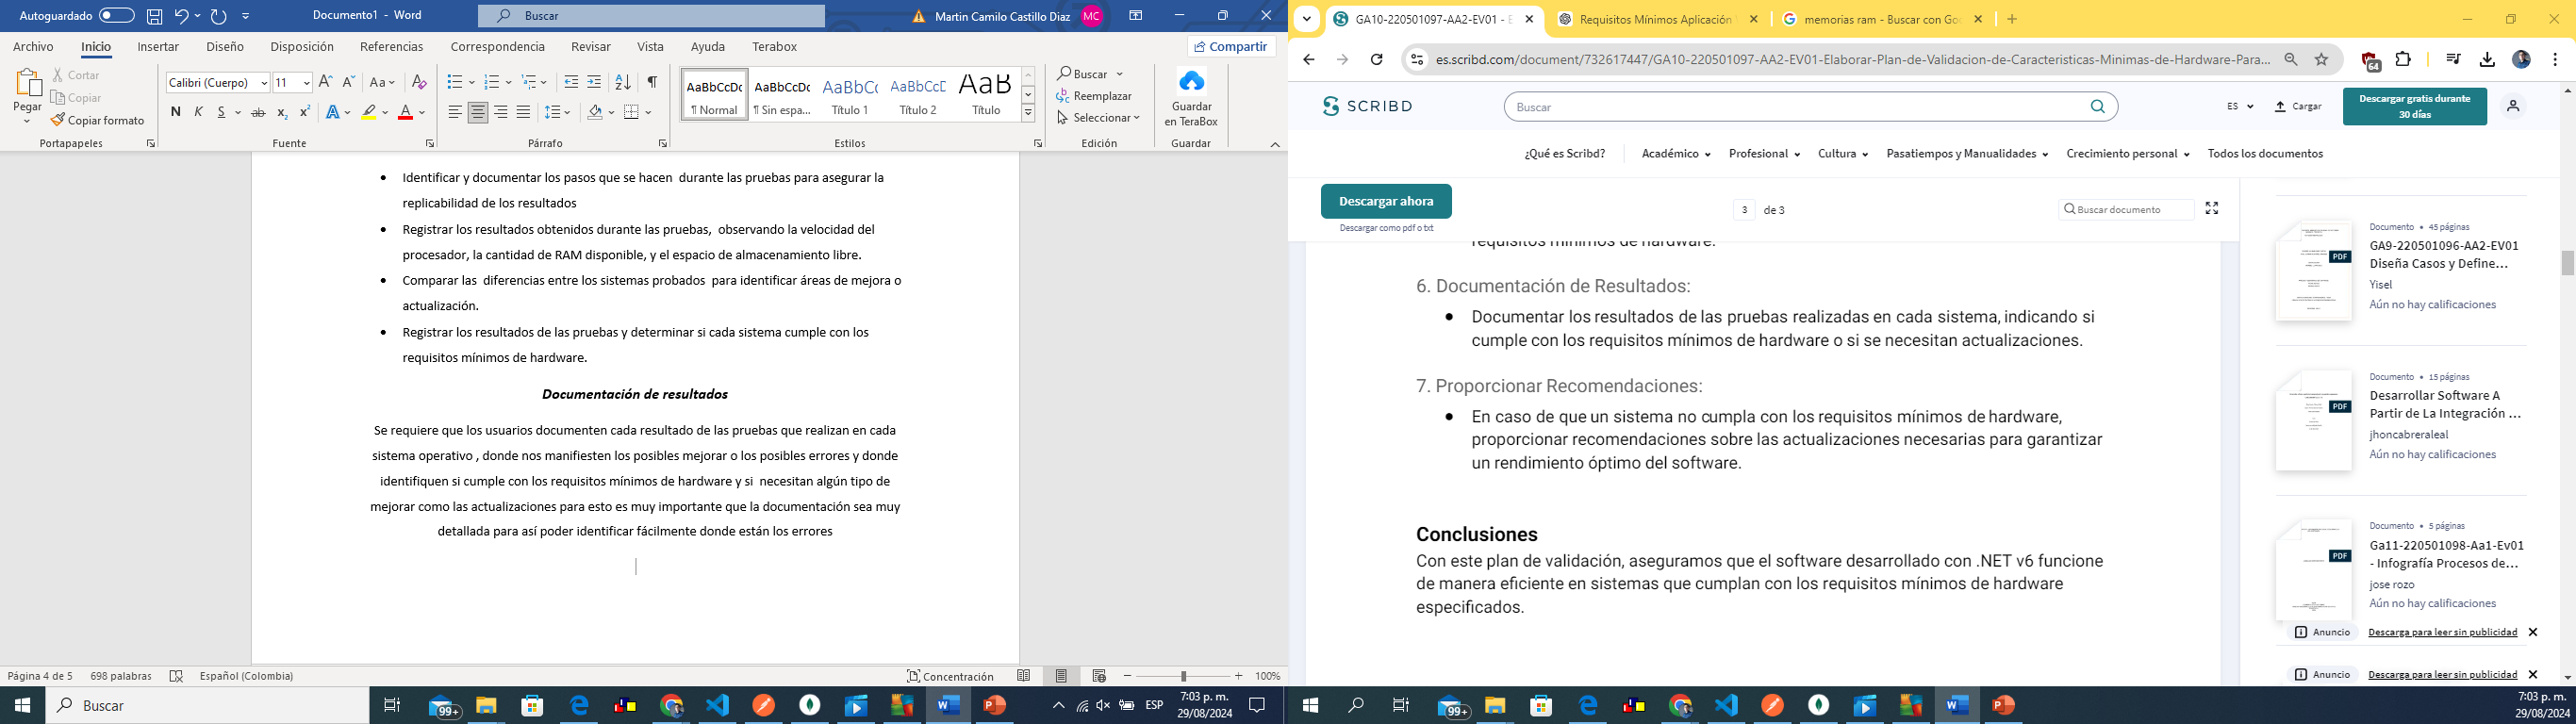 Autoguardado
Documento1 - Word
Buscar
Martin Camilo Castillo Diaz
MC
Archivo
Inicio
Insertar
Diseño
Disposición
Referencias
Correspondencia
Revisar
Vista
Ayuda
Terabox
Compartir
Pegar
Cortar
Copiar
Copiar formato
Portapapeles
Calibri (Cuerpo)
11
Fuente
Párrafo
AaBbCcDc
¶ Normal
AaBbCcDc
¶ Sin espa...
AaBbCc
Título 1
AaBbCcD
Título 2
AaB
Título
Estilos
Buscar
Reemplazar
Seleccionar
Edición
Guardar
en TeraBox
Guardar
Identificar y documentar los pasos que se hacen  durante las pruebas para asegurar la
replicabilidad de los resultados
Registrar los resultados obtenidos durante las pruebas,  observando la velocidad del
procesador, la cantidad de RAM disponible, y el espacio de almacenamiento libre.
Comparar las  diferencias entre los sistemas probados  para identificar áreas de mejora o
actualización.
Registrar los resultados de las pruebas y determinar si cada sistema cumple con los
requisitos mínimos de hardware.
Documentación de resultados
Se requiere que los usuarios documenten cada resultado de las pruebas que realizan en cada
sistema operativo , donde nos manifiesten los posibles mejorar o los posibles errores y donde
identifiquen si cumple con los requisitos mínimos de hardware y si  necesitan algún tipo de
mejorar como las actualizaciones para esto es muy importante que la documentación sea muy
detallada para así poder identificar fácilmente donde están los errores
Página 4 de 5
698 palabras
Español (Colombia)
Concentración
100%
Buscar
99+
ESP
7:03 p. m.
29/08/2024
GA10-220501097-AA2-EV01 - E
Requisitos Mínimos Aplicación
memorias ram - Buscar con Goo
es.scribd.com/document/732617447/GA10-220501097-AA2-EV01-Elaborar-Plan-de-Validacion-de-Caracteristicas-Minimas-de-Hardware-Para...
64
SCRIBD
Buscar
ES
Cargar
Descargar gratis durante
30 días
¿Qué es Scribd?
Académico
Profesional
Cultura
Pasatiempos y Manualidades
Crecimiento personal
Todos los documentos
Descargar ahora
Descargar como pdf o txt
3
de 3
Buscar documento
requisitos mínimos de hardware.
6. Documentación de Resultados:
Documentar los resultados de las pruebas realizadas en cada sistema, indicando si
cumple con los requisitos mínimos de hardware o si se necesitan actualizaciones.
7. Proporcionar Recomendaciones:
En caso de que un sistema no cumpla con los requisitos mínimos de hardware,
proporcionar recomendaciones sobre las actualizaciones necesarias para garantizar
un rendimiento óptimo del software.
Conclusiones
Con este plan de validación, aseguramos que el software desarrollado con .NET v6 funcione
de manera eficiente en sistemas que cumplan con los requisitos mínimos de hardware
especificados.
Documento • 45 páginas
PDF
GA9-220501096-AA2-EV01
Diseña Casos y Define...
Yisel
Aún no hay calificaciones
Documento • 15 páginas
PDF
Desarrollar Software A
Partir de La Integración ...
jhoncabreraleal
Aún no hay calificaciones
Documento • 5 páginas
PDF
Ga11-220501098-Aa1-Ev01
- Infografía Procesos de...
jose rozo
Aún no hay calificaciones
Anuncio
Descarga para leer sin publicidad
Anuncio
Descarga para leer sin publicidad
99+
7:03 p. m.
29/08/2024